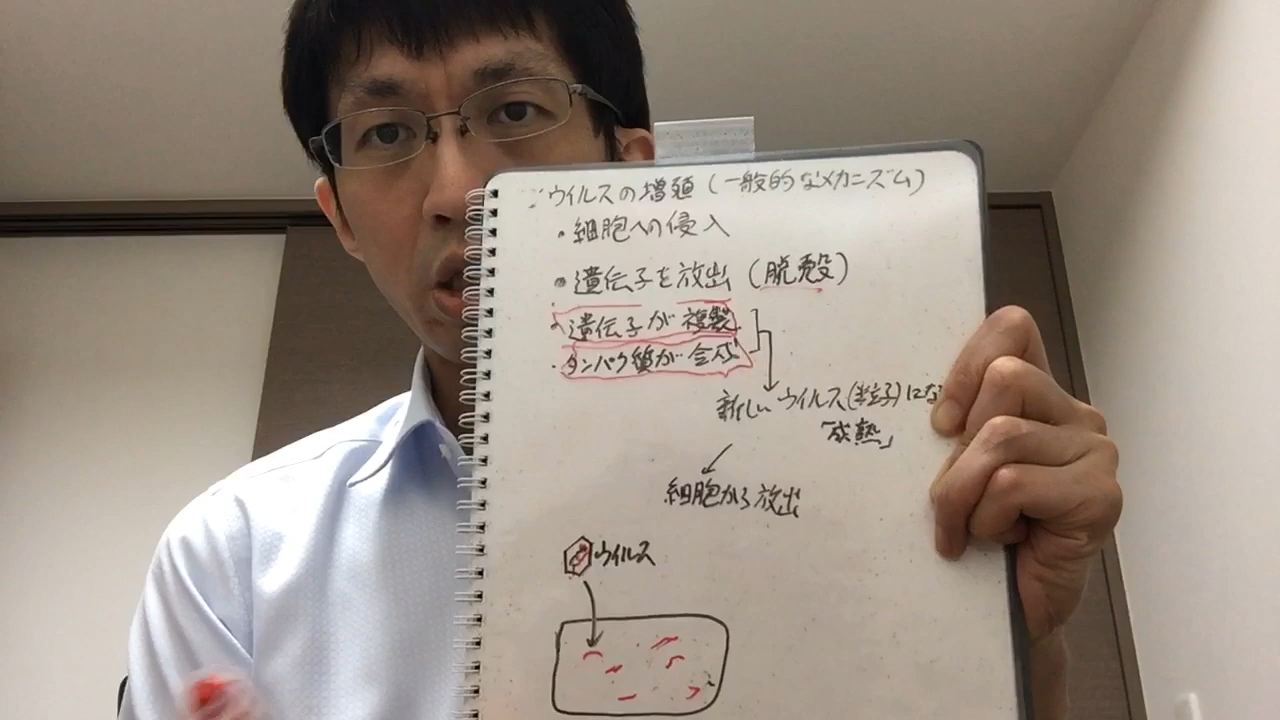 ウイルスの増殖(一般的なメカニズム)
・細胞への侵入
・遺伝子を放出(脱殻)
・遺伝子が複製
・タンパク質が合成
新しいウイルス(粒子)にな
「成熟」
細胞から放出
ウイルス